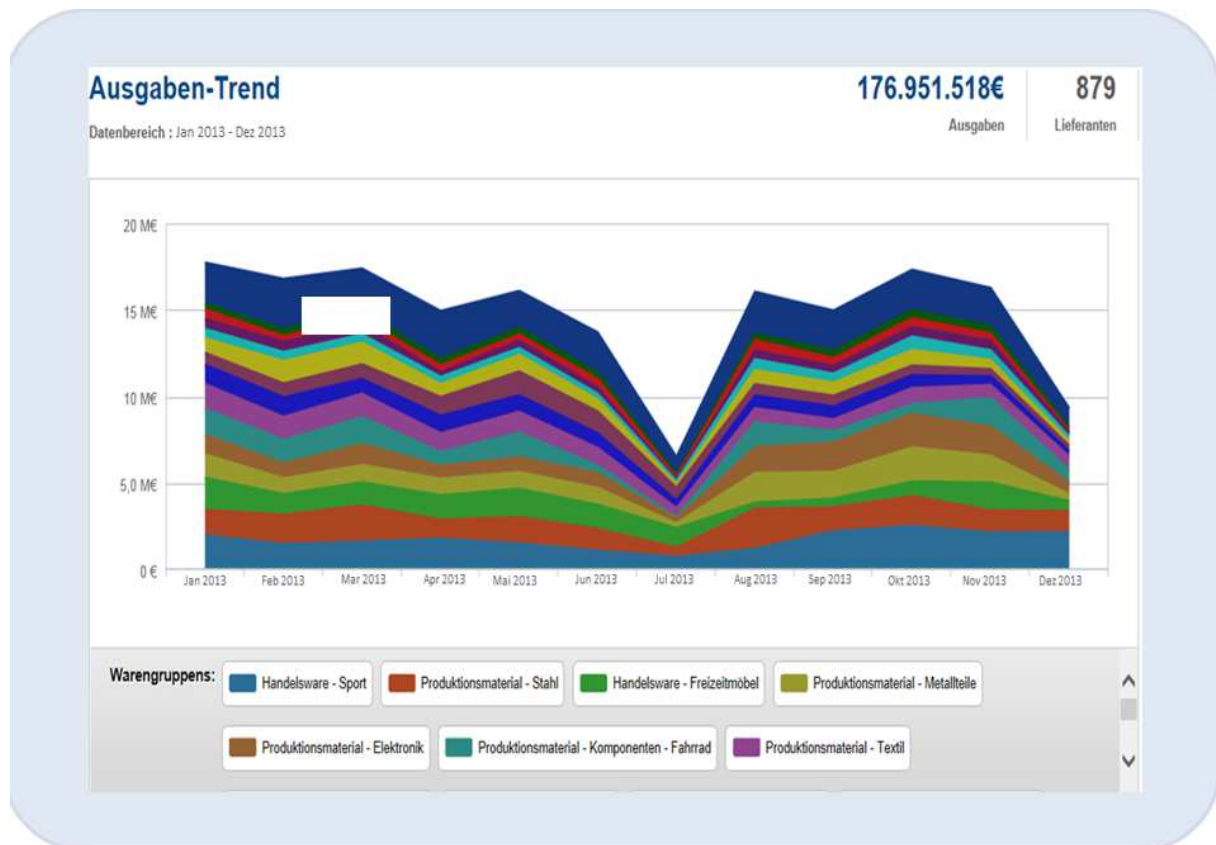 Ausgaben-Trend
176.951.518€
879
Datenbereich : Jan 2013 - Dez 2013
Ausgaben
Lieferanten
20 M€
15 M€
10 M€
5,0 M€
0 €
Jan 2013 Feb 2013 Mar 2013 Apr 2013 Mai 2013 Jun 2013 Jul 2013 Aug 2013 Sep 2013 Okt 2013 Nov 2013 Dez 2013
Warengruppens: Handelsware - Sport Produktionsmaterial - Stahl Handelsware - Freizeitmöbel Produktionsmaterial - Metallteile
Produktionsmaterial - Elektronik Produktionsmaterial - Komponenten - Fahrrad Produktionsmaterial - Textil